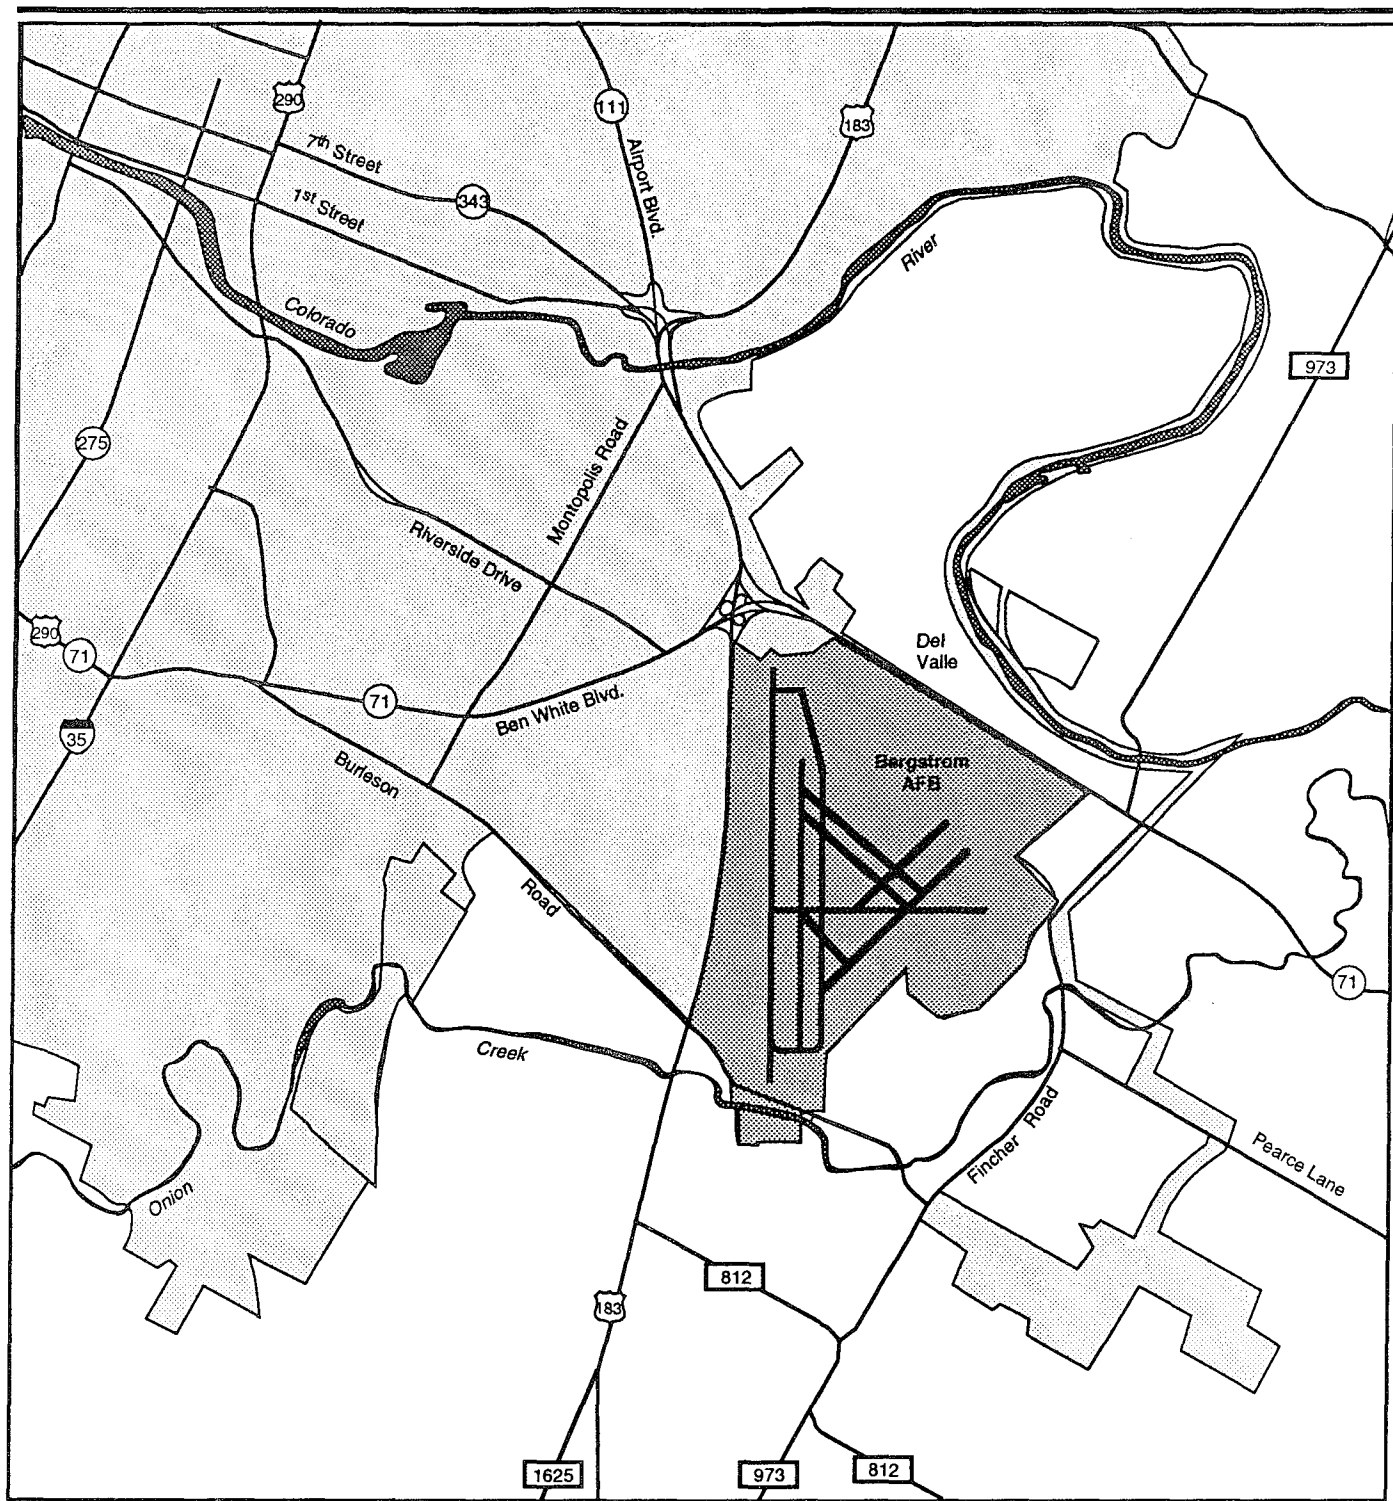 290
111
183
7th Street
Airport Blvd.
1st Street
343
River
Colorado
973
275
Montopolis Road
Riverside Drive
290
71
Del
Valle
71
Ben White Blvd.
35
Burleson
Bergstrom
AFB
Road
71
Creek
Fincher Road
Pearce Lane
Onion
812
183
1625
973
812